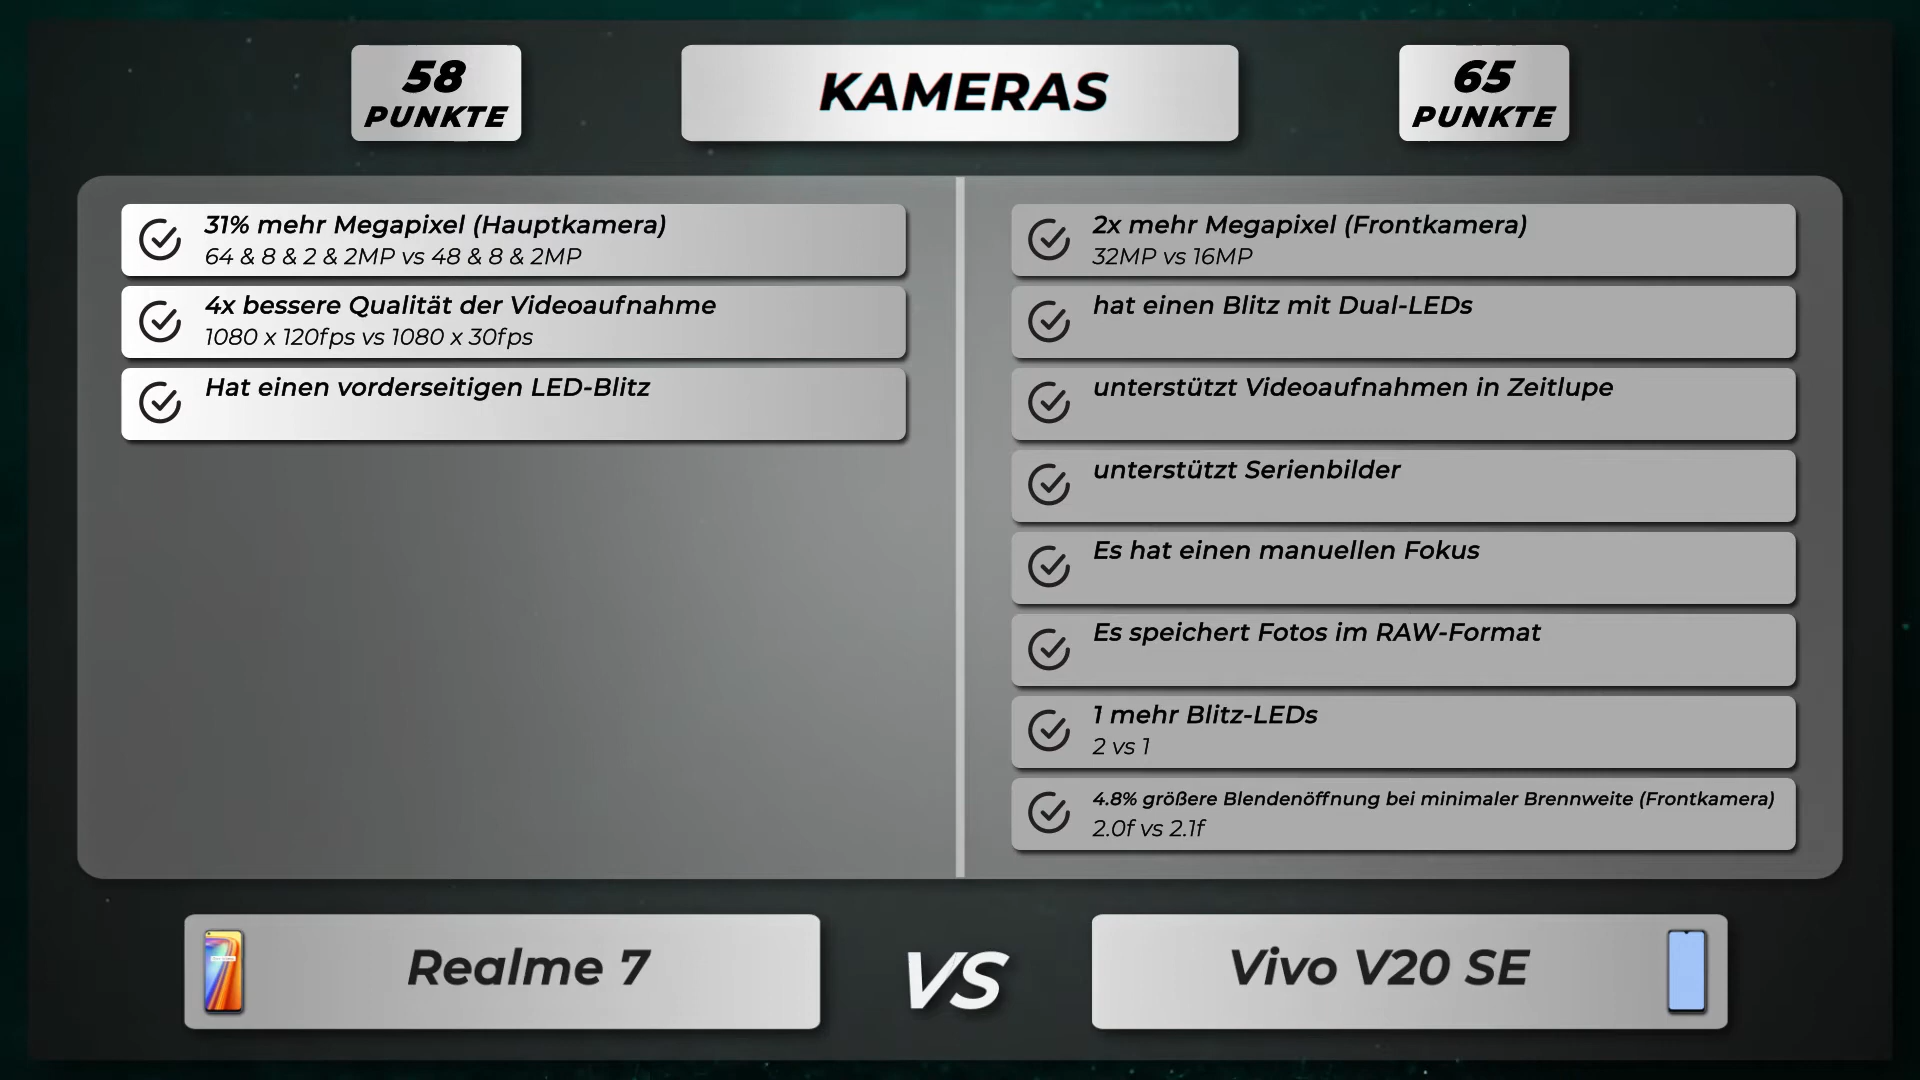 58
PUNKTE
KAMERAS
65
PUNKTE
31% mehr Megapixel (Hauptkamera)
64 & 8 & 2 & 2MP vs 48 & 8 & 2MP
4x bessere Qualität der Videoaufnahme
1080 x 120fps vs 1080 x 30fps
Hat einen vorderseitigen LED-Blitz
2x mehr Megapixel (Frontkamera)
32MP vs 16MP
hat einen Blitz mit Dual-LEDs
unterstützt Videoaufnahmen in Zeitlupe
unterstützt Serienbilder
Es hat einen manuellen Fokus
Es speichert Fotos im RAW-Format
1 mehr Blitz-LEDs
2 vs 1
4.8% größere Blendenöffnung bei minimaler Brennweite (Frontkamera)
2.0f vs 2.1f
Realme 7
VS
Vivo V20 SE